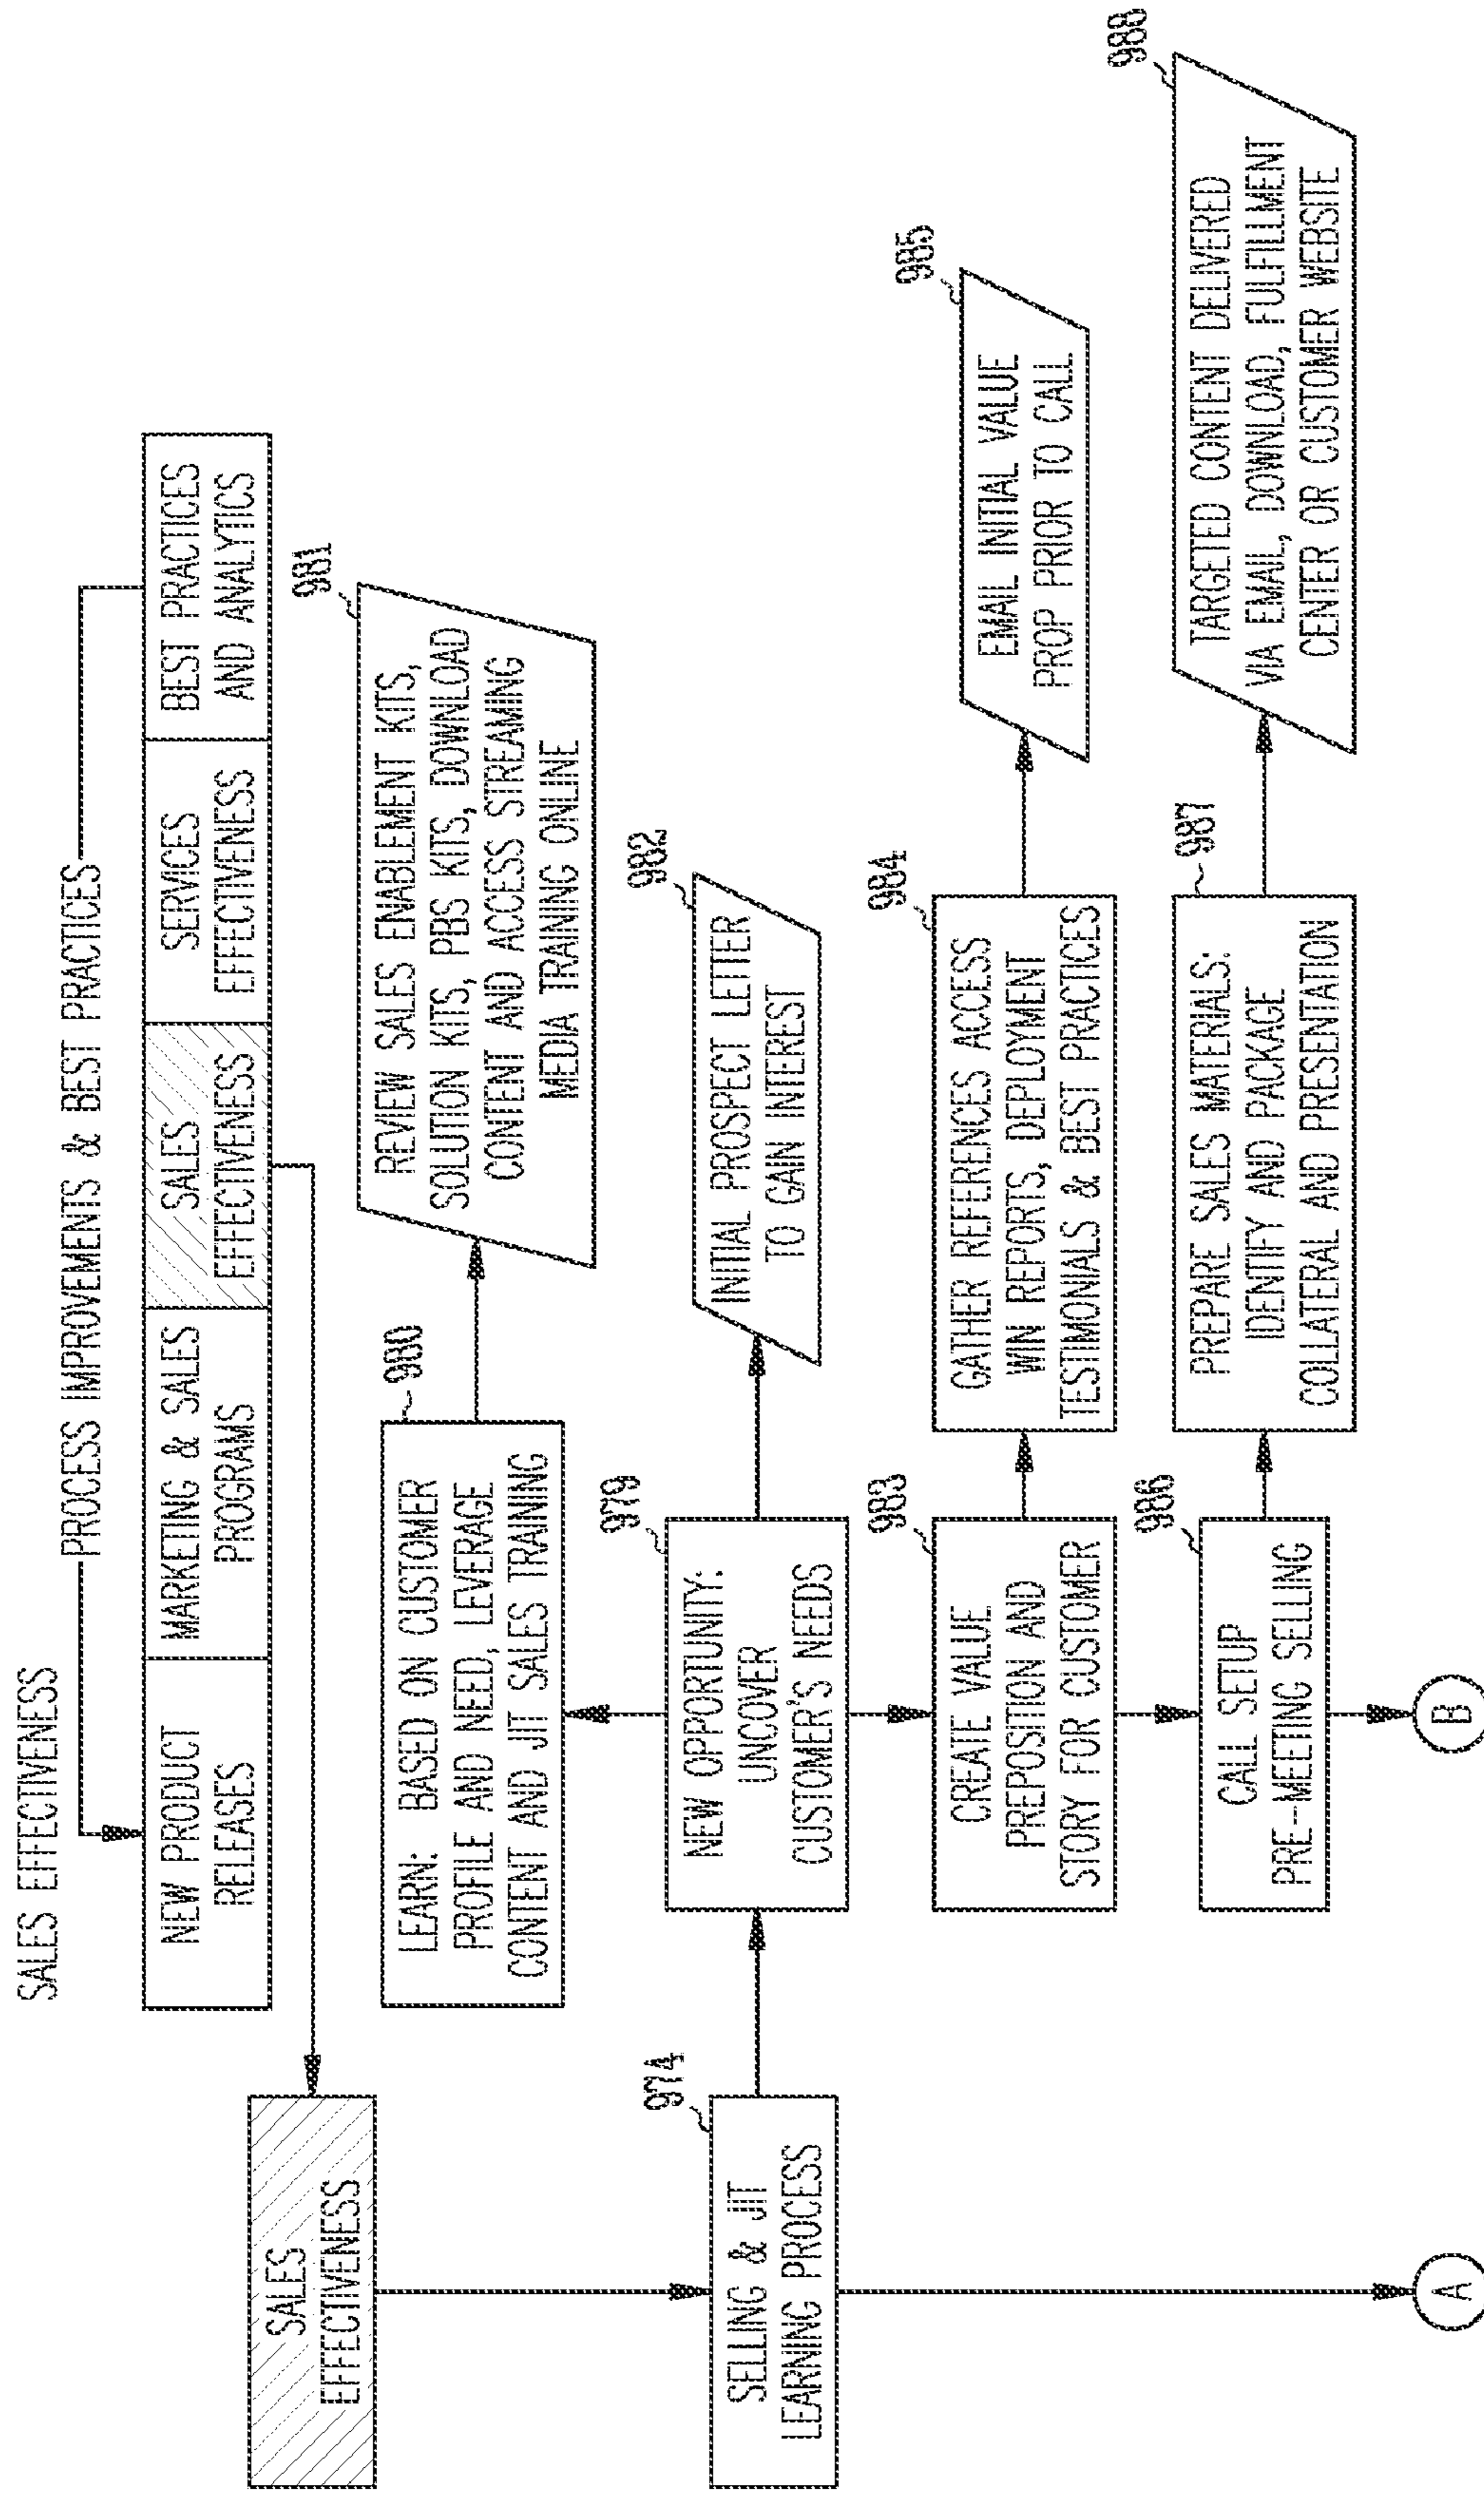 SALES EFFECTIVENESS
PROCESS IMPROVEMENTS & BEST PRACTICES
NEW PRODUCT
RELEASES
MARKETING & SALES
PROGRAMS
SALES
EFFECTIVENESS
SERVICES
EFFECTIVENESS
BEST PRACTICES
AND ANALYTICS
SALES
EFFECTIVENESS
974
SELLING & JIT
LEARNING PROCESS
980
LEARN: BASED ON CUSTOMER
PROFILE AND NEED, LEVERAGE
CONTENT AND JIT SALES TRAINING
981
REVIEW SALES ENABLEMENT KITS,
SOLUTION KITS, PBS KITS, DOWNLOAD
CONTENT AND ACCESS STREAMING
MEDIA TRAINING ONLINE
979
NEW OPPORTUNITY:
UNCOVER
CUSTOMER'S NEEDS
982
INITIAL PROSPECT LETTER
TO GAIN INTEREST
983
CREATE VALUE
PREPOSITION AND
STORY FOR CUSTOMER
984
GATHER REFERENCES ACCESS
WIN REPORTS, DEPLOYMENT
TESTIMONIALS & BEST PRACTICES
985
EMAIL INITIAL VALUE
PROP PRIOR TO CALL
986
CALL SETUP
PRE--MEETING SELLING
987
PREPARE SALES MATERIALS:
IDENTIFY AND PACKAGE
COLLATERAL AND PRESENTATION
988
TARGETED CONTENT DELIVERED
VIA EMAIL, DOWNLOAD, FULFILLMENT
CENTER OR CUSTOMER WEBSITE
A
B